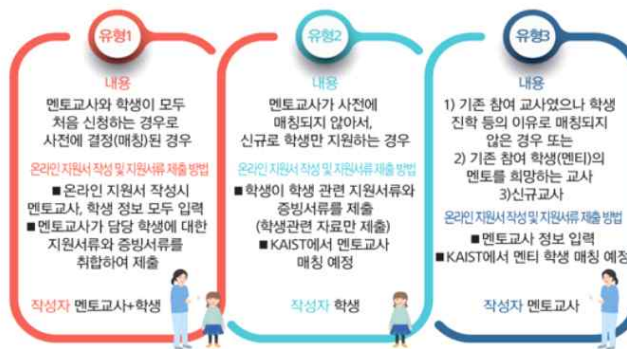 유형1
내용
멘토교사와 학생이 모두
처음 신청하는 경우로
사전에 결정(매칭)된 경우
온라인 지원서 작성 및 지원서류 제출 방법
■ 온라인 지원서 작성시
멘토교사, 학생 정보 모두 입력
■ 멘토교사가 담당 학생에 대한
지원서류와 증빙서류를
취합하여 제출
작성자 멘토교사+학생
유형2
내용
멘토교사가 사전에
매칭되지 않아서,
신규로 학생만 지원하는 경우
온라인 지원서 작성 및 지원서류 제출 방법
■ 학생이 학생 관련 지원서류와
증빙서류를 제출
(학생관련 자료만 제출)
■ KAIST에서 멘토교사
매칭 예정
작성자 학생
유형3
내용
1) 기존 참여 교사였으나 학생
진학 등의 이유로 매칭되지
않은 경우 또는
2) 기존 참여 학생(멘티)의
멘토를 희망하는 교사
3)신규교사
온라인 지원서 작성 및 지원서류 제출 방법
■ 멘토교사 정보 입력
■ KAIST에서 멘티 학생 매칭 예정
작성자 멘토교사